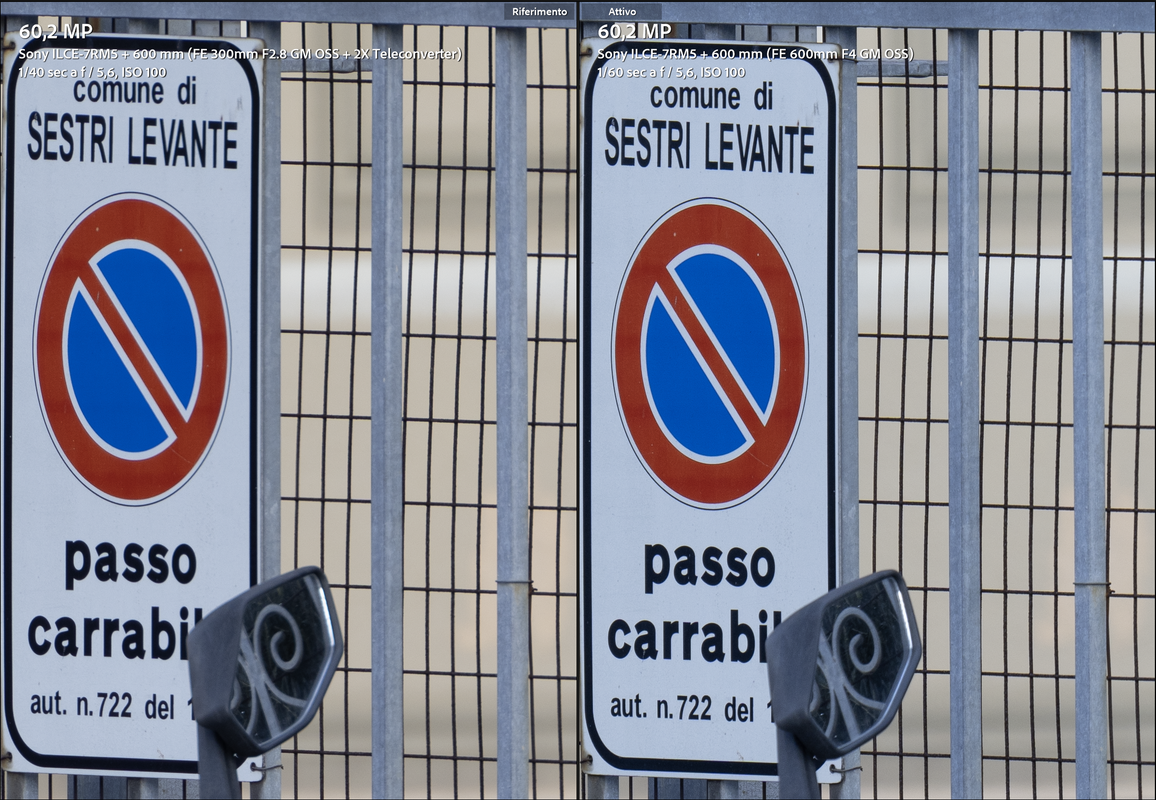 Riferimento
60,2 MP
Sony ILCE-7RM5 + 600 mm (FE 300mm F2.8 GM OSS + 2X Teleconverter)
1/40 sec a f / 5,6, ISO 100
comune di
SESTRI LEVANTE
passo
carrabil
aut. n.722 del 1
Attivo
60,2 MP
Sony ILCE-7RM5 + 600 mm (FE 600mm F4 GM OSS)
1/60 sec a f / 5,6, ISO 100
comune di
SESTRI LEVANTE
passo
carrabil
aut. n.722 del 1